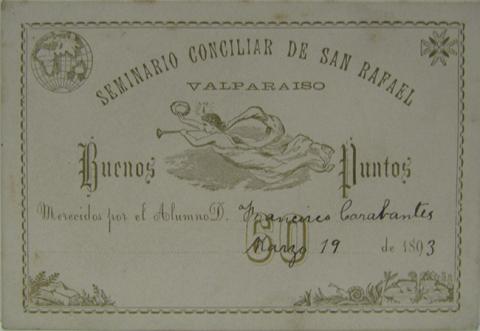 SEMINARIO CONCILIAR DE SAN RAFAEL
VALPARAISO
Buenos Puntos
Merecidos por el Alumno D. Francisco Carabantes
60
Marzo 19 de 1893